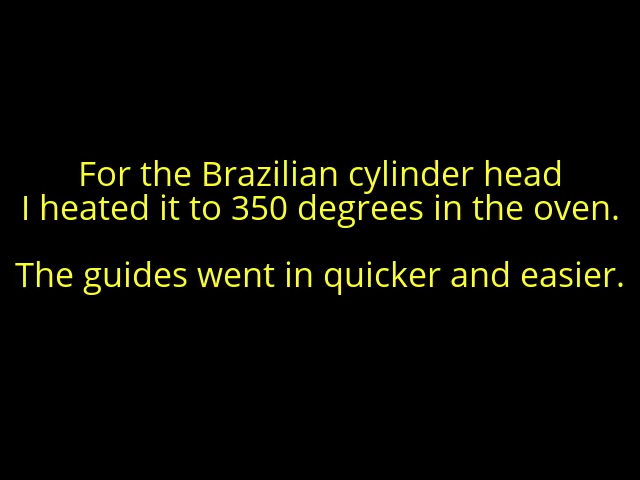 For the Brazilian cylinder head
I heated it to 350 degrees in the oven.
The guides went in quicker and easier.